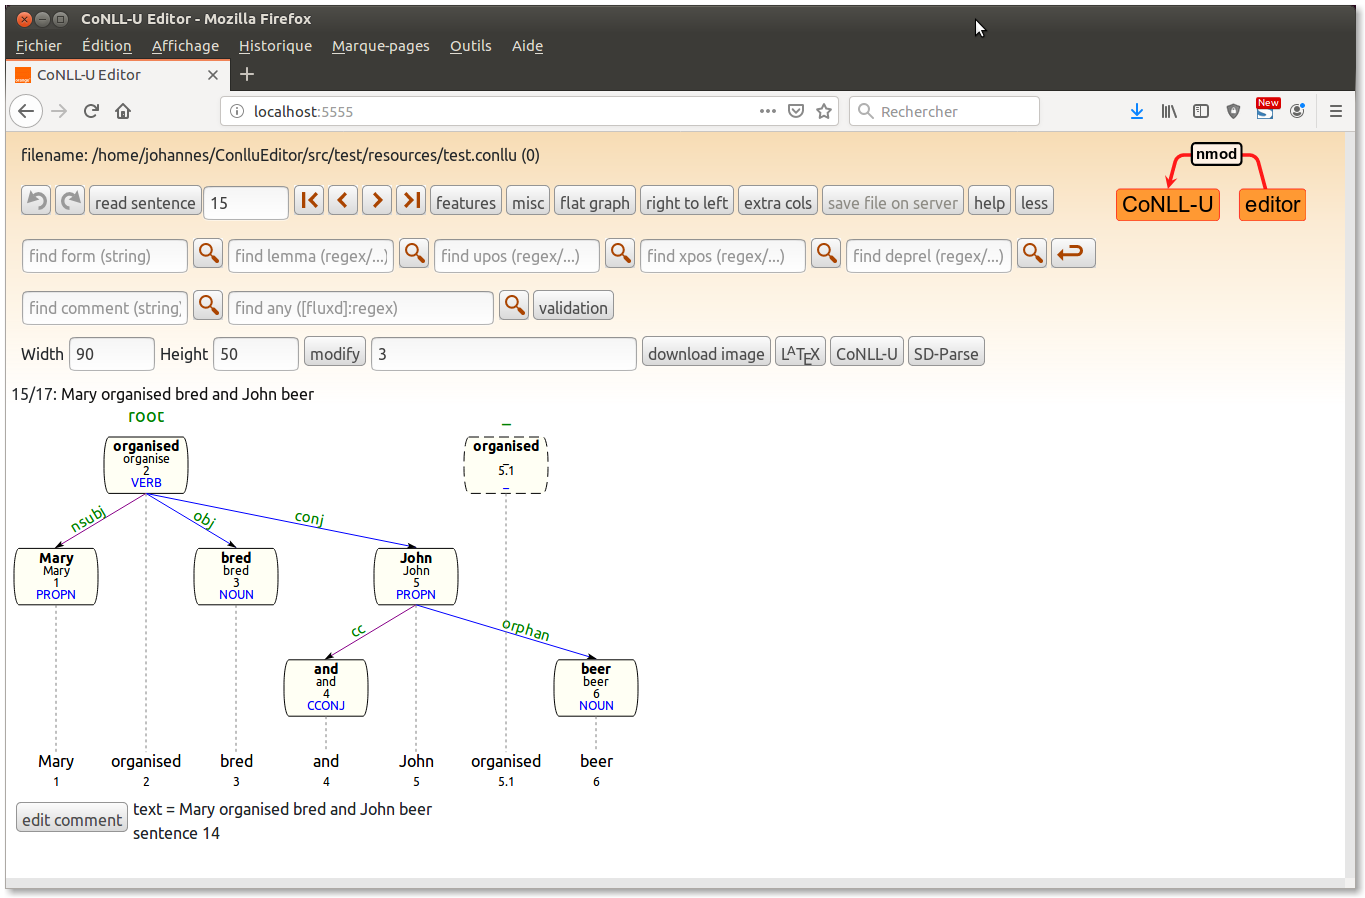 CoNLL-U Editor - Mozilla Firefox
Fichier Édition Affichage Historique Marque-pages Outils Aide
CoNLL-U Editor
localhost:5555 Rechercher New
filename: /home/johannes/ConlluEditor/src/test/resources/test.conllu (0)
nmod
CoNLL-U editor
read sentence 15 features misc flat graph right to left extra cols save file on server help less
find form (string) find lemma (regex/...) find upos (regex/...) find xpos (regex/...) find deprel (regex/...)
find comment (string) find any ([fluxd]:regex) validation
Width 90 Height 50 modify 3 download image LATEX CoNLL-U SD-Parse
15/17: Mary organised bred and John beer
root _
organised organised
organise _
2 5.1
VERB _
nsubj obj conj
Mary bred John
Mary bred John
1 3 5
PROPN NOUN PROPN
cc orphan
and beer
and beer
4 6
CCONJ NOUN
Mary organised bred and John organised beer
1 2 3 4 5 5.1 6
edit comment text = Mary organised bred and John beer
sentence 14